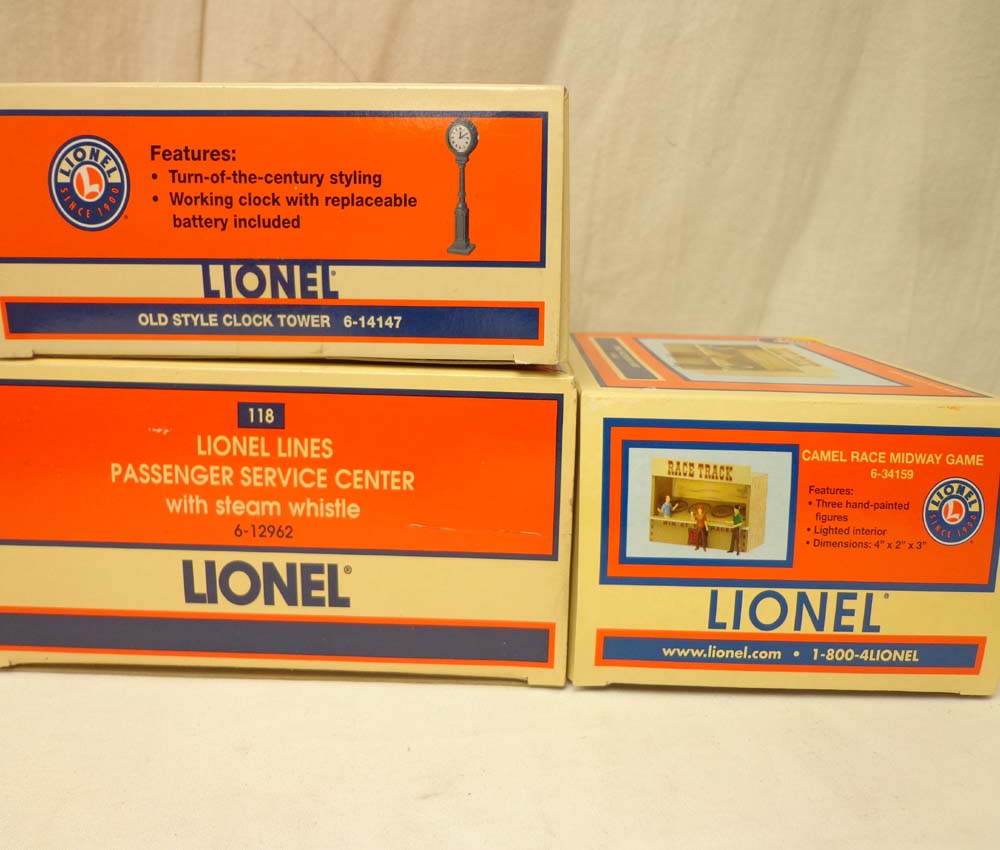 LIONEL
SINCE 1900
Features:
• Turn-of-the-century styling
• Working clock with replaceable
battery included
LIONEL®
OLD STYLE CLOCK TOWER 6-14147
118
LIONEL LINES
PASSENGER SERVICE CENTER
with steam whistle
6-12962
LIONEL®
RACE TRACK
CAMEL RACE MIDWAY GAME
6-34159
Features:
• Three hand-painted
figures
• Lighted interior
• Dimensions: 4" x 2" x 3"
LIONEL
SINCE 1900
LIONEL®
www.lionel.com • 1-800-4LIONEL